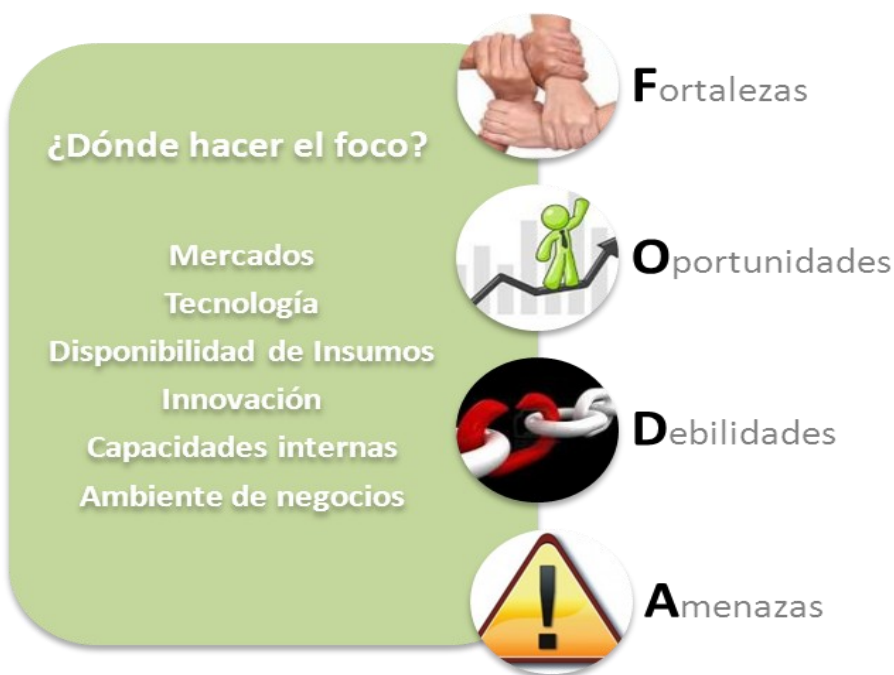 ¿Dónde hacer el foco?
Mercados
Tecnología
Disponibilidad de Insumos
Innovación
Capacidades internas
Ambiente de negocios
Fortalezas
Oportunidades
Debilidades
Amenazas